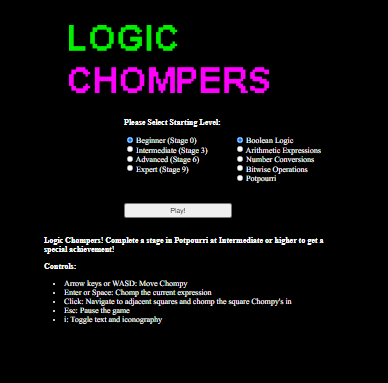 LOGIC
CHOMPERS
Please Select Starting Level:
Beginner (Stage 0)
Intermediate (Stage 3)
Advanced (Stage 6)
Expert (Stage 9)
Boolean Logic
Arithmetic Expressions
Number Conversions
Bitwise Operations
Potpourri
Play!
Logic Chompers! Complete a stage in Potpourri at Intermediate or higher to get a
special achievement!
Controls:
Arrow keys or WASD: Move Chompy
Enter or Space: Chomp the current expression
Click: Navigate to adjacent squares and chomp the square Chompy's in
Esc: Pause the game
i: Toggle text and iconography